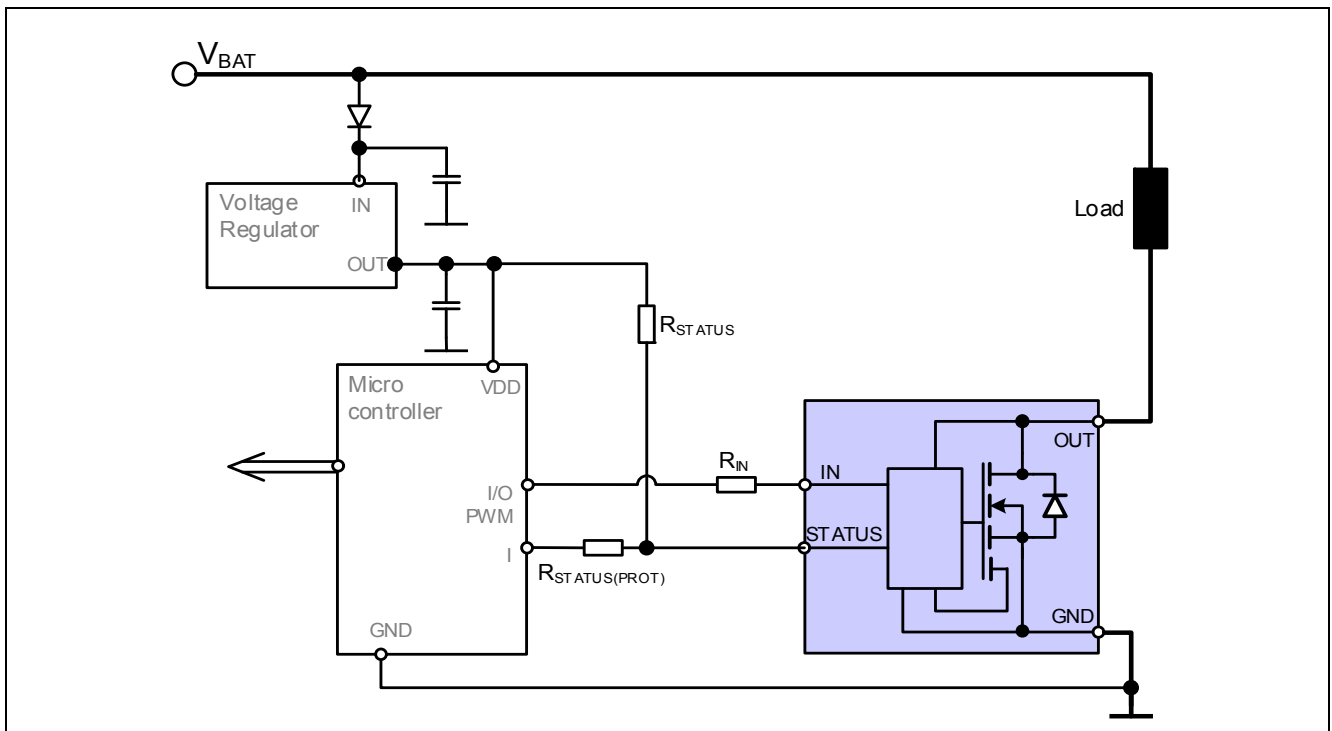 VBAT
Voltage
IN
Regulator
OUT
Load
RSTATUS
Micro
VDD
controller
OUT
RIN
IN
I/O
PWM
STATUS
I
RSTATUS(PROT)
GND
GND